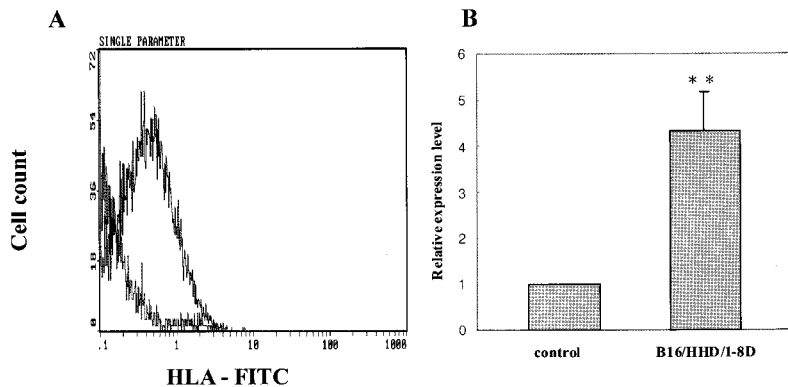 A
SINGLE PARAMETER
72
54
36
18
0
Cell count
.1
1
10
100
1000
HLA - FITC
B
6
5
4
3
2
1
0
Relative expression level
**
control
B16/HHD/1-8D